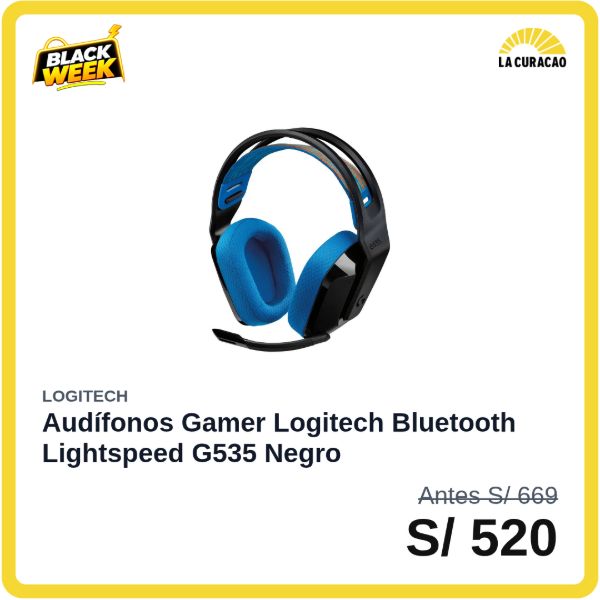 BLACK
WEEK
LA CURACAO
LOGITECH
Audífonos Gamer Logitech Bluetooth
Lightspeed G535 Negro
Antes S/ 669
S/ 520